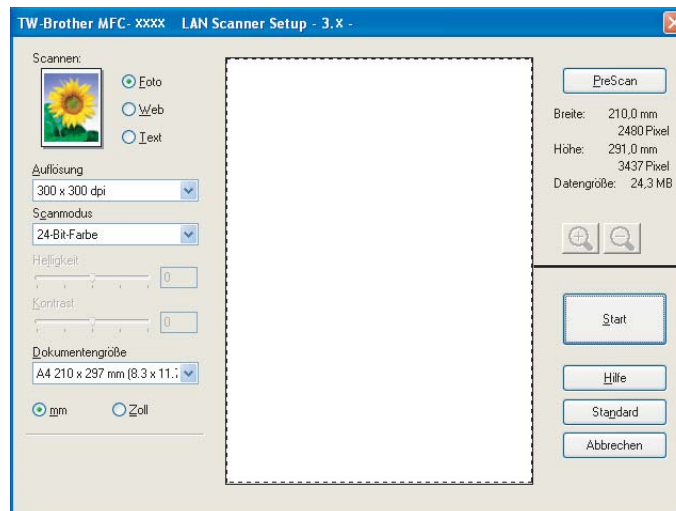 TW-Brother MFC- xxxx LAN Scanner Setup - 3.x -
Scannen:
Foto
Web
Text
Auflösung
300 x 300 dpi
Scanmodus
24-Bit-Farbe
Helligkeit
0
Kontrast
0
Dokumentengröße
A4 210 x 297 mm (8.3 x 11.7
mm
Zoll
PreScan
Breite: 210,0 mm
2480 Pixel
Höhe: 291,0 mm
3437 Pixel
Datengröße: 24,3 MB
Start
Hilfe
Standard
Abbrechen